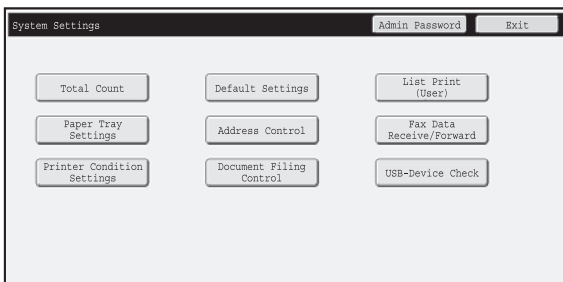 System Settings
Admin Password
Exit
Total Count
Default Settings
List Print
(User)
Paper Tray
Settings
Address Control
Fax Data
Receive/Forward
Printer Condition
Settings
Document Filing
Control
USB-Device Check